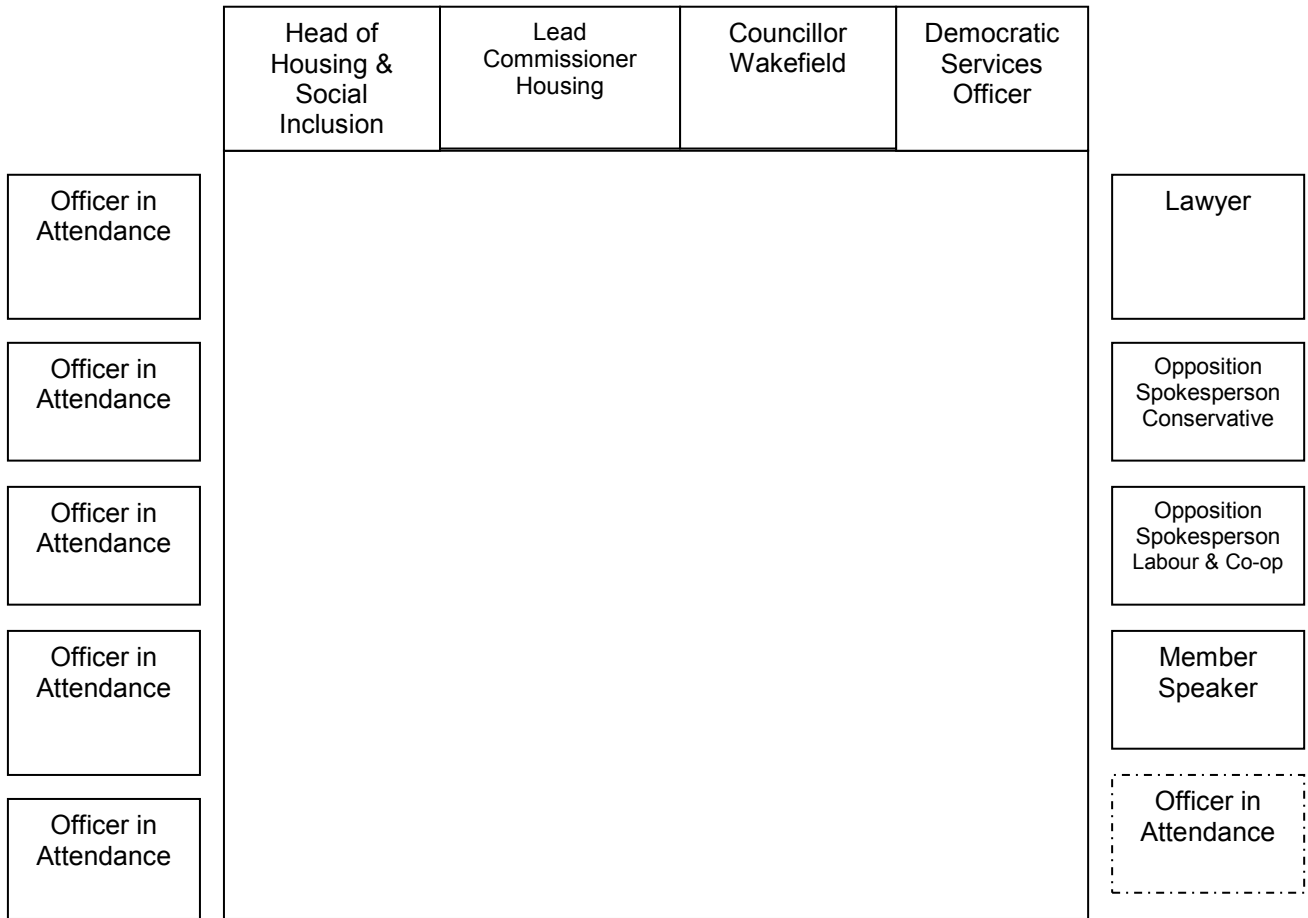 Head of
Housing &
Social
Inclusion
Lead
Commissioner
Housing
Councillor
Wakefield
Democratic
Services
Officer
Officer in
Attendance
Lawyer
Officer in
Attendance
Opposition
Spokesperson
Conservative
Officer in
Attendance
Opposition
Spokesperson
Labour & Co-op
Officer in
Attendance
Member
Speaker
Officer in
Attendance
Officer in
Attendance